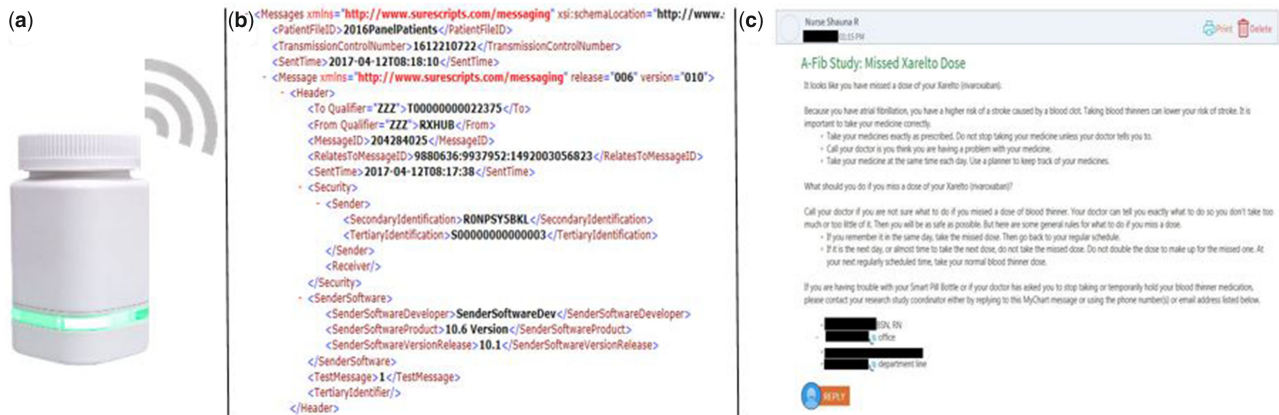 (a)
(b)
<Messages xmlns="http://www.surescripts.com/messaging" xsi:schemaLocation="http://www.
<PatientFileID>2016PanelPatients</PatientFileID>
<TransmissionControlNumber>1612210722</TransmissionControlNumber>
<SentTime>2017-04-12T08:18:10</SentTime>
- <Message xmlns="http://www.surescripts.com/messaging" release="006" version="010">
- <Header>
<To Qualifier="ZZZ">T00000000022375</To>
<From Qualifier="ZZZ">RXHUB</From>
<MessageID>204284025</MessageID>
<RelatesToMessageID>9880636:9937952:1492003056823</RelatesToMessageID>
<SentTime>2017-04-12T08:17:38</SentTime>
- <Security>
- <Sender>
<SecondaryIdentification>R0NPSY5BKL</SecondaryIdentification>
<TertiaryIdentification>S00000000000003</TertiaryIdentification>
</Sender>
<Receiver/>
</Security>
- <SenderSoftware>
<SenderSoftwareDeveloper>SenderSoftwareDev</SenderSoftwareDeveloper>
<SenderSoftwareProduct>10.6 Version</SenderSoftwareProduct>
<SenderSoftwareVersionRelease>10.1</SenderSoftwareVersionRelease>
</SenderSoftware>
<TestMessage>1</TestMessage>
<TertiaryIdentifier/>
</Header>
(c)
Nurse Shauna R
01:15 PM
Print Delete
A-Fib Study: Missed Xarelto Dose
It looks like you have missed a dose of your Xarelto (rivaroxaban).
Because you have atrial fibrillation, you have a higher risk of a stroke caused by a blood clot. Taking blood thinners can lower your risk of stroke. It is
important to take your medicine correctly.
• Take your medicines exactly as prescribed. Do not stop taking your medicine unless your doctor tells you to.
• Call your doctor is you think you are having a problem with your medicine.
• Take your medicine at the same time each day. Use a planner to keep track of your medicines.
What should you do if you miss a dose of your Xarelto (rivaroxaban)?
Call your doctor if you are not sure what to do if you missed a dose of blood thinner. Your doctor can tell you exactly what to do so you don't take too
much or too little of it. Then you will be as safe as possible. But here are some general rules for what to do if you miss a dose.
• If you remember it in the same day, take the missed dose. Then go back to your regular schedule.
• If it is the next day, or almost time to take the next dose, do not take the missed dose. Do not double the dose to make up for the missed one. At
your next regularly scheduled time, take your normal blood thinner dose.
If you are having trouble with your Smart Pill Bottle or if your doctor has asked you to stop taking or temporarily hold your blood thinner medication,
please contact your research study coordinator either by replying to this MyChart message or using the phone number(s) or email address listed below.
- BSN, RN
- office
-
- department line
REPLY